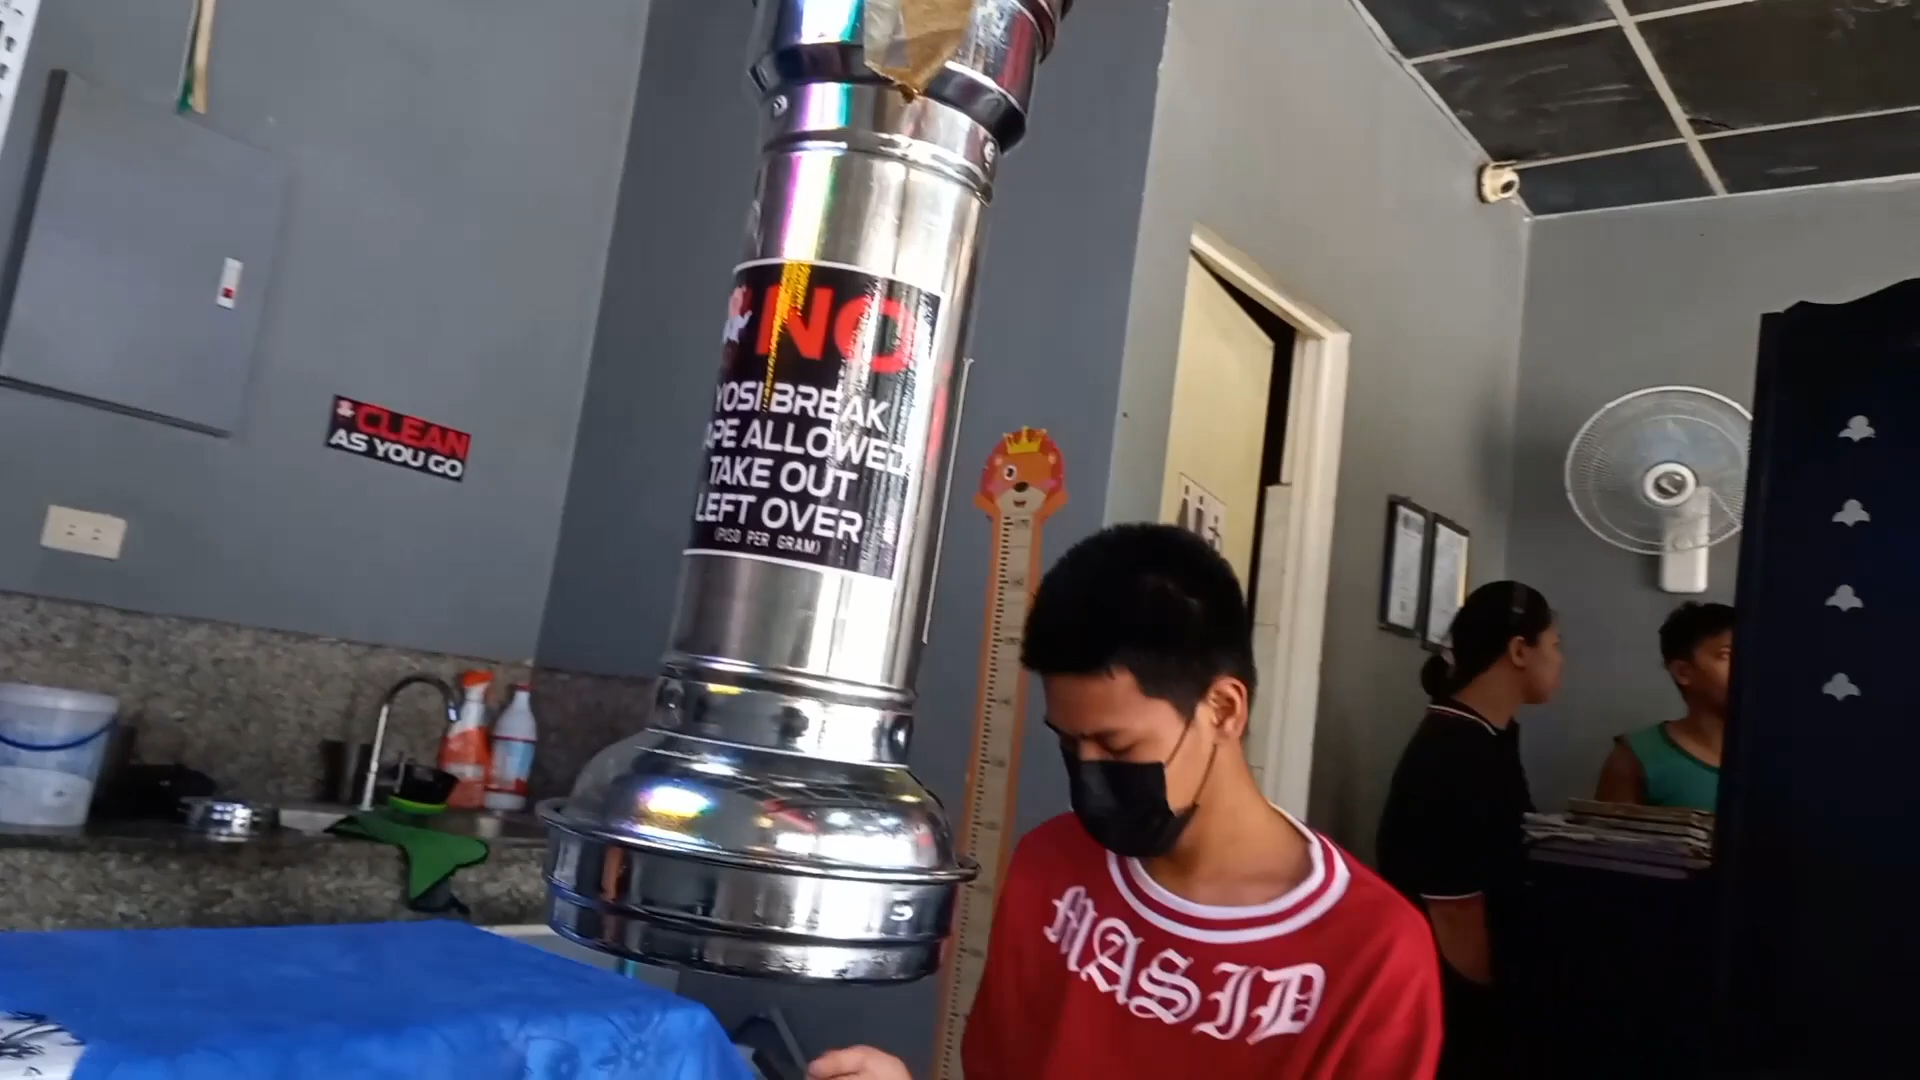 NO
YOSI BREAK
APE ALLOWED
TAKE OUT
LEFT OVER
(PISO PER GRAM)
CLEAN
AS YOU GO
MASID